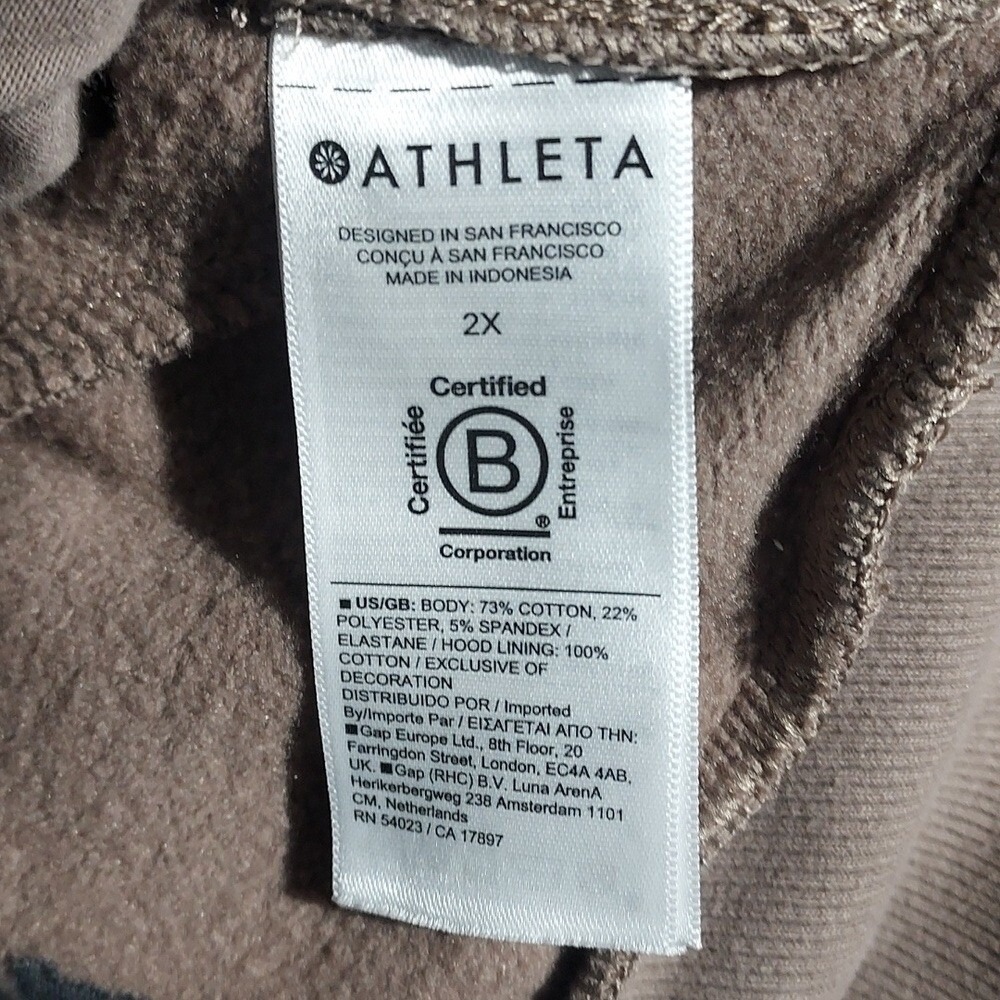 ATHLETA
DESIGNED IN SAN FRANCISCO
CONÇU À SAN FRANCISCO
MADE IN INDONESIA
2X
Certified
Certifiée
B
Entreprise
®
Corporation
■ US/GB: BODY: 73% COTTON, 22%
POLYESTER, 5% SPANDEX /
ELASTANE / HOOD LINING: 100%
COTTON / EXCLUSIVE OF
DECORATION
DISTRIBUIDO POR / Imported
By/Importe Par / ΕΙΣΑΓΕΤΑΙ ΑΠΟ ΤΗΝ:
■Gap Europe Ltd., 8th Floor, 20
Farringdon Street, London, EC4A 4AB,
UK. ■Gap (RHC) B.V. Luna ArenA
Herikerbergweg 238 Amsterdam 1101
CM, Netherlands
RN 54023 / CA 17897